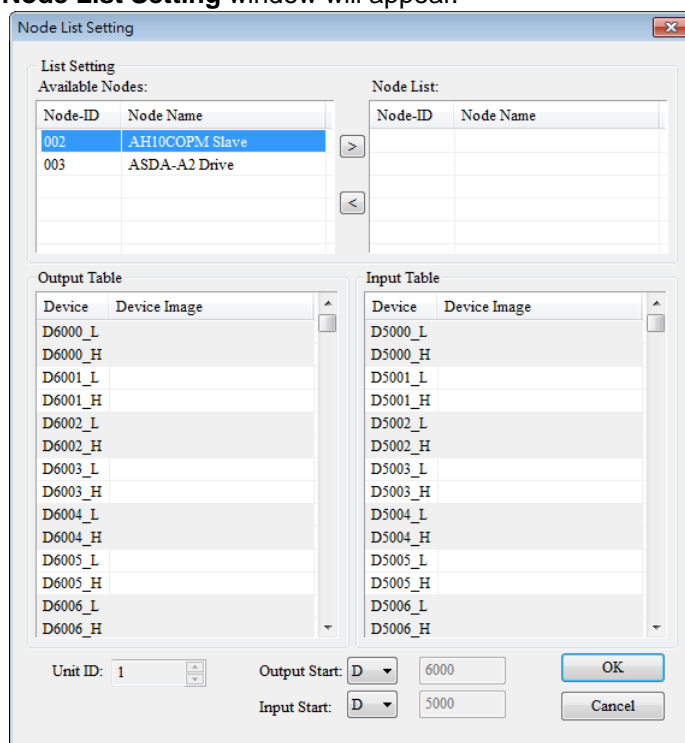 Node List Setting window will appear.
Node List Setting
List Setting
Available Nodes:
Node-ID Node Name
002 AH10COPM Slave
003 ASDA-A2 Drive
>
<
Node List:
Node-ID Node Name
Output Table
Device Device Image
D6000_L
D6000_H
D6001_L
D6001_H
D6002_L
D6002_H
D6003_L
D6003_H
D6004_L
D6004_H
D6005_L
D6005_H
D6006_L
D6006_H
Input Table
Device Device Image
D5000_L
D5000_H
D5001_L
D5001_H
D5002_L
D5002_H
D5003_L
D5003_H
D5004_L
D5004_H
D5005_L
D5005_H
D5006_L
D5006_H
Unit ID: 1
Output Start: D 6000
Input Start: D 5000
OK
Cancel